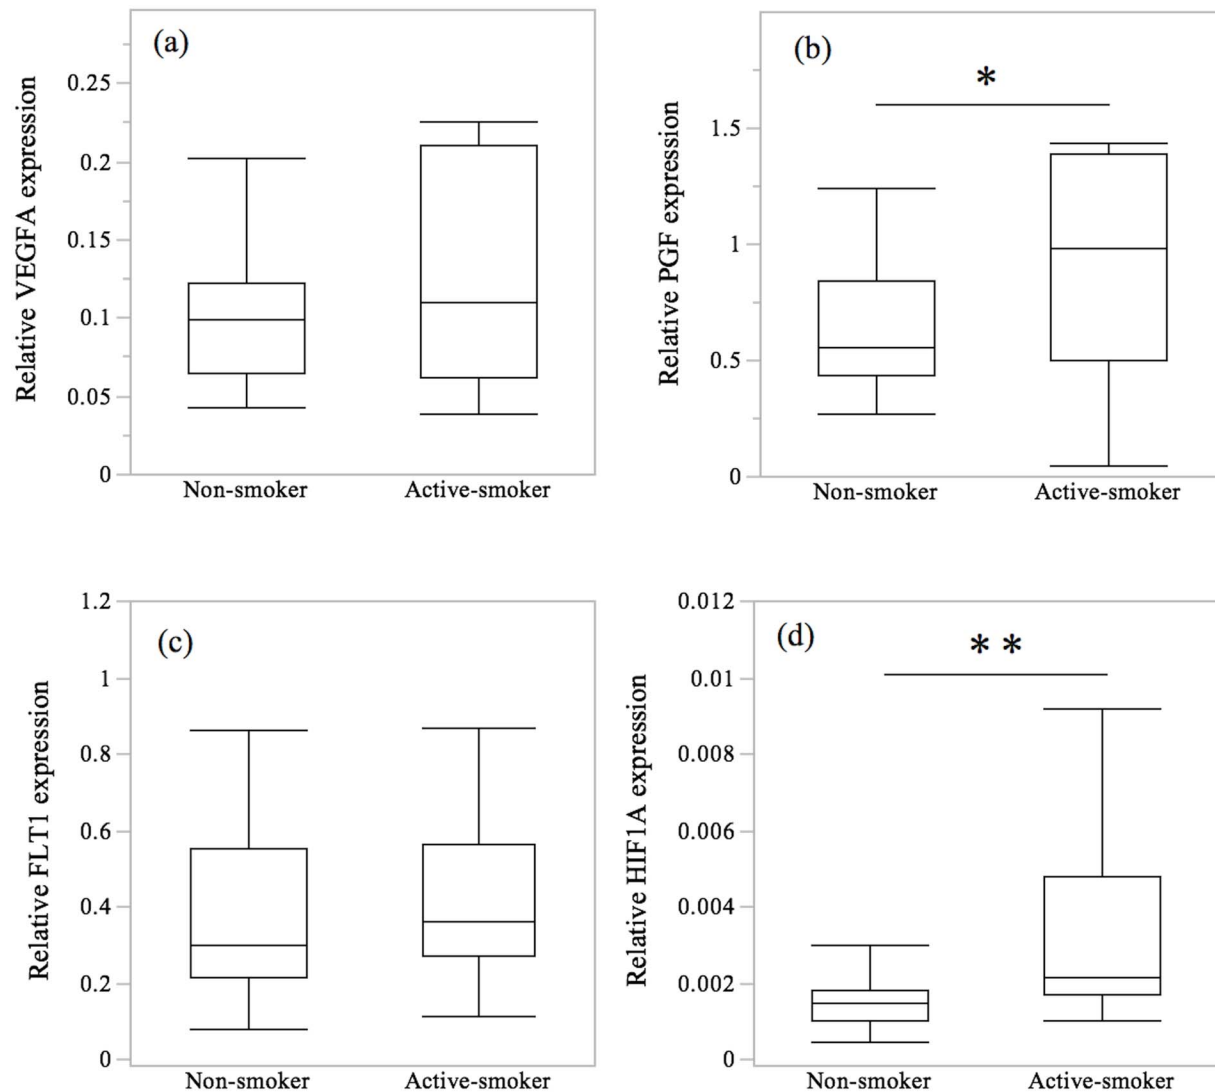 (a)
Relative VEGFA expression
0.25
0.2
0.15
0.1
0.05
0
Non-smoker
Active-smoker
(b)
*
Relative PGF expression
1.5
1
0.5
0
Non-smoker
Active-smoker
(c)
Relative FLT1 expression
1.2
1
0.8
0.6
0.4
0.2
0
Non-smoker
Active-smoker
(d)
**
Relative HIF1A expression
0.012
0.01
0.008
0.006
0.004
0.002
0
Non-smoker
Active-smoker